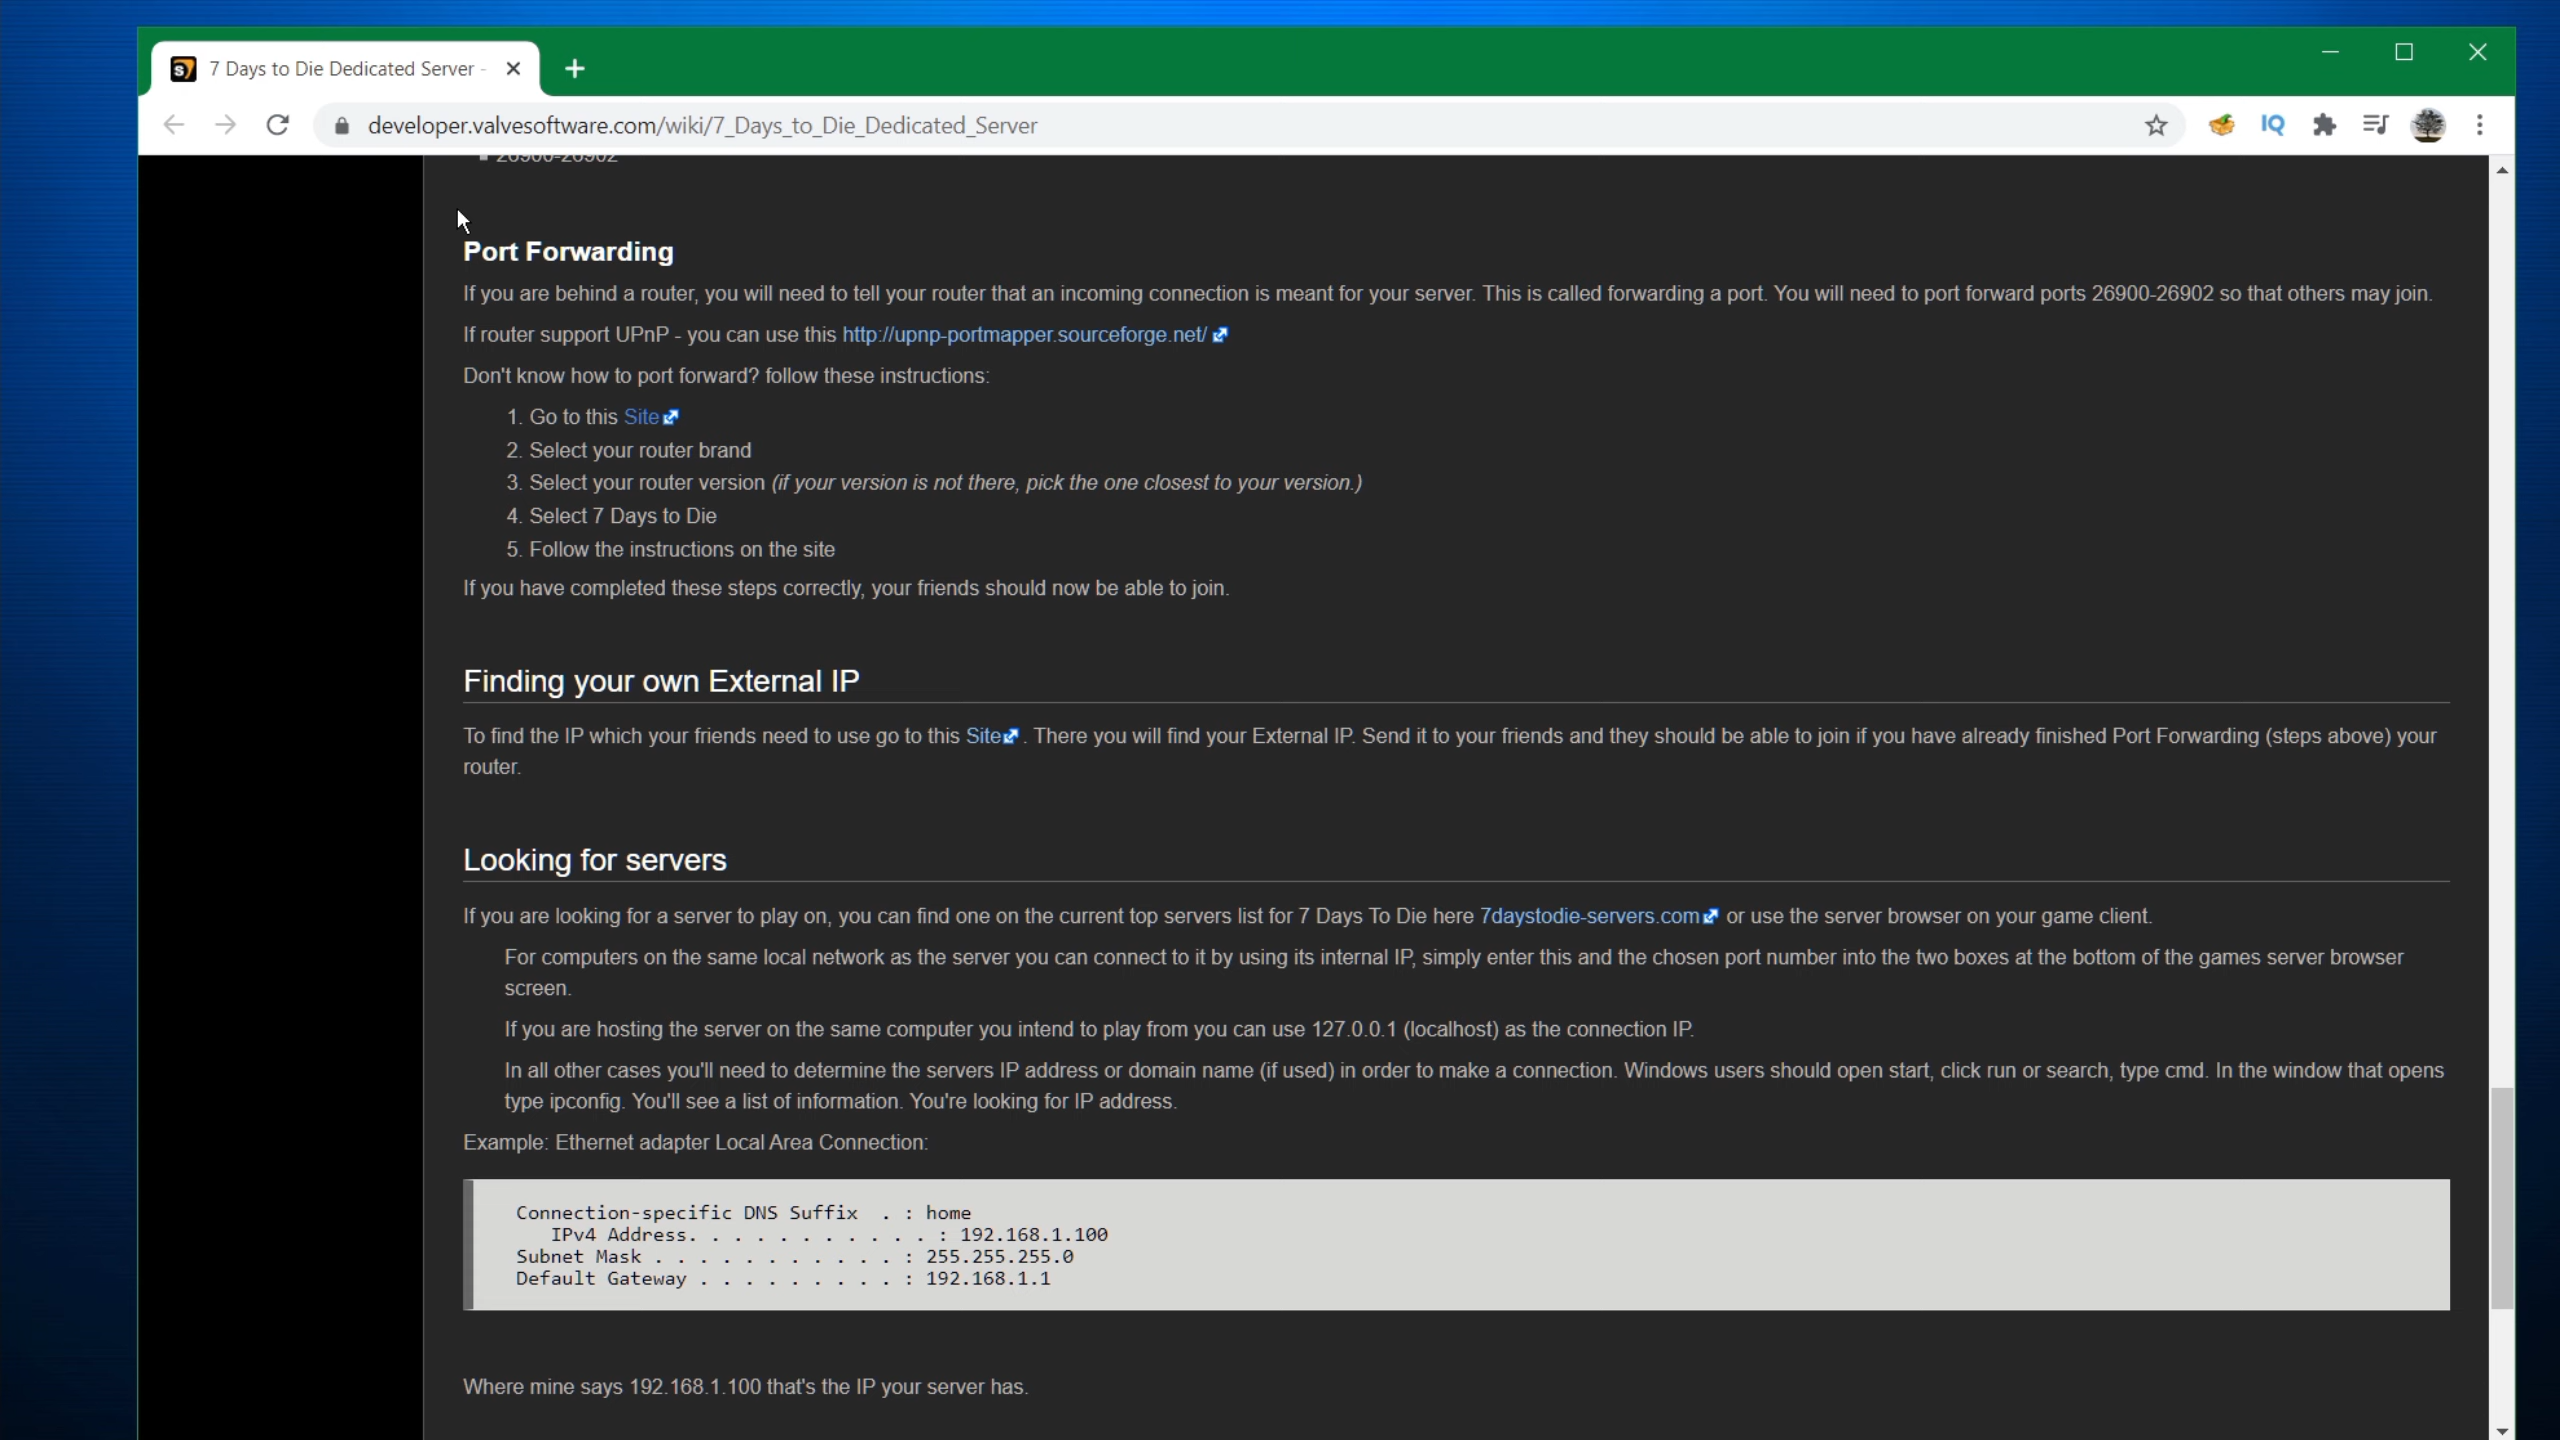 7 Days to Die Dedicated Server -
developer.valvesoftware.com/wiki/7_Days_to_Die_Dedicated_Server
IQ
26900-26902
Port Forwarding
If you are behind a router, you will need to tell your router that an incoming connection is meant for your server. This is called forwarding a port. You will need to port forward ports 26900-26902 so that others may join.
If router support UPnP - you can use this http://upnp-portmapper.sourceforge.net/
Don't know how to port forward? follow these instructions:
1. Go to this Site
2. Select your router brand
3. Select your router version (if your version is not there, pick the one closest to your version.)
4. Select 7 Days to Die
5. Follow the instructions on the site
If you have completed these steps correctly, your friends should now be able to join.
Finding your own External IP
To find the IP which your friends need to use go to this Site . There you will find your External IP. Send it to your friends and they should be able to join if you have already finished Port Forwarding (steps above) your
router.
Looking for servers
If you are looking for a server to play on, you can find one on the current top servers list for 7 Days To Die here 7daystodie-servers.com or use the server browser on your game client.
For computers on the same local network as the server you can connect to it by using its internal IP, simply enter this and the chosen port number into the two boxes at the bottom of the games server browser
screen.
If you are hosting the server on the same computer you intend to play from you can use 127.0.0.1 (localhost) as the connection IP.
In all other cases you'll need to determine the servers IP address or domain name (if used) in order to make a connection. Windows users should open start, click run or search, type cmd. In the window that opens
type ipconfig. You'll see a list of information. You're looking for IP address.
Example: Ethernet adapter Local Area Connection:
Connection-specific DNS Suffix . : home
IPv4 Address. . . . . . . . . . . : 192.168.1.100
Subnet Mask . . . . . . . . . . . : 255.255.255.0
Default Gateway . . . . . . . . . : 192.168.1.1
Where mine says 192.168.1.100 that's the IP your server has.